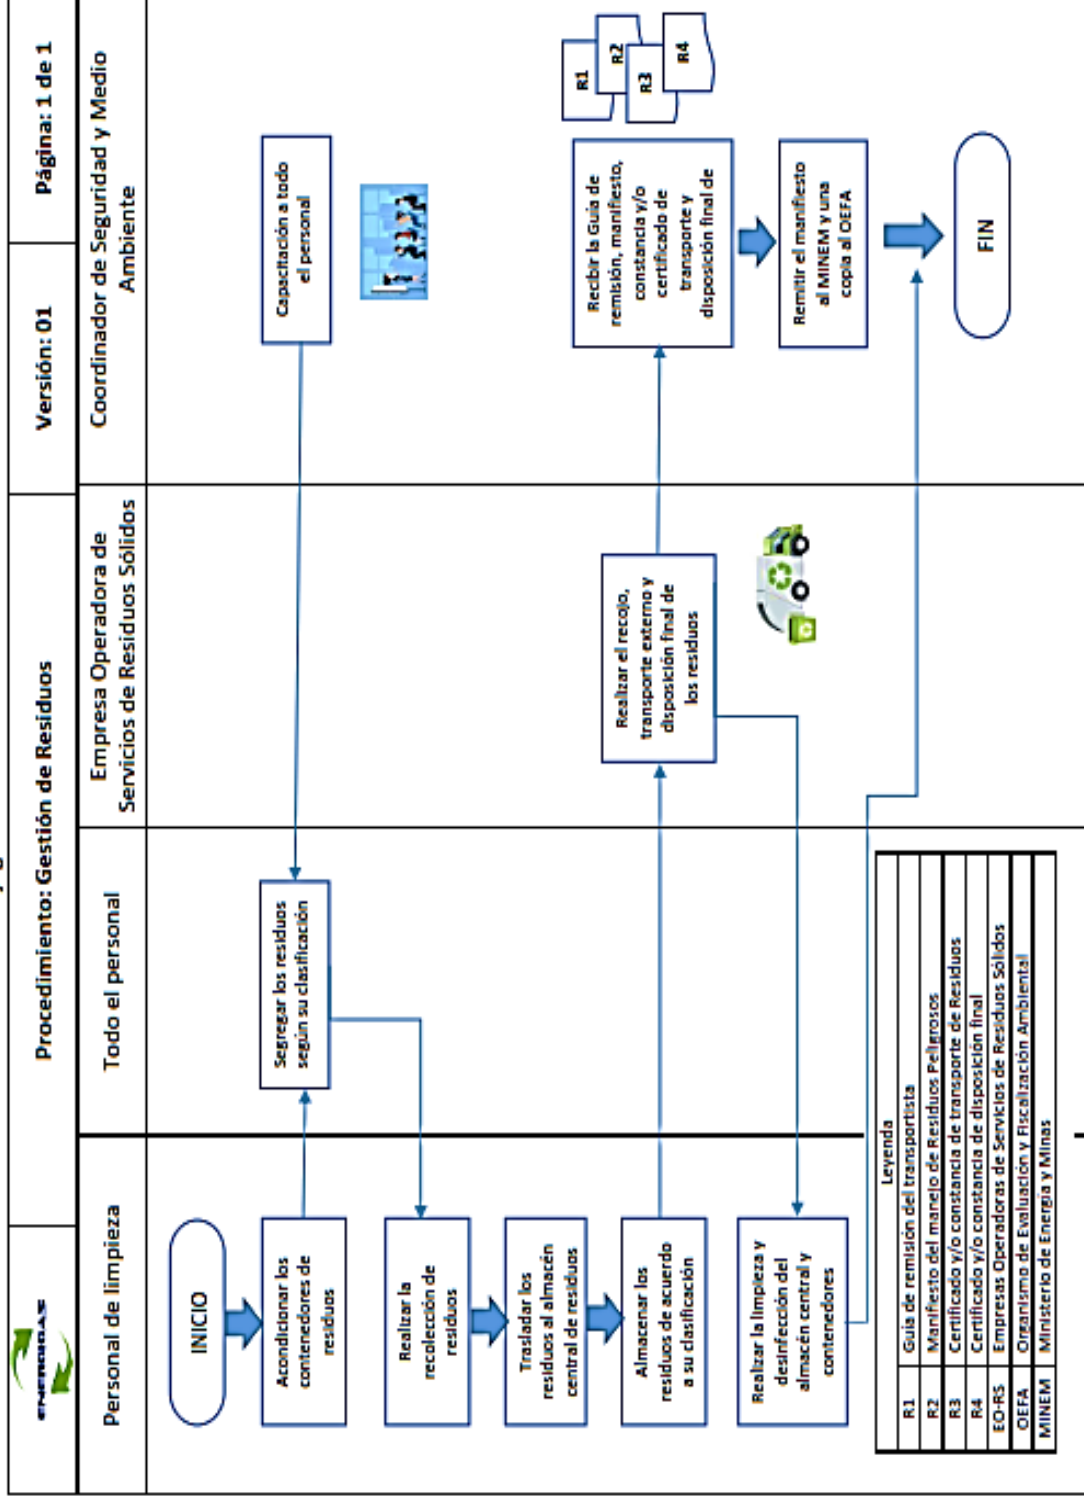 ENERGIGAS
Procedimiento: Gestión de Residuos
Versión: 01
Página: 1 de 1
Personal de limpieza
Todo el personal
Empresa Operadora de
Servicios de Residuos Sólidos
Coordinador de Seguridad y Medio
Ambiente
INICIO
Acondicionar los
contenedores de
residuos
Segregar los residuos
según su clasificación
Capacitación a todo
el personal
Realizar la
recolección de
residuos
Trasladar los
residuos al almacén
central de residuos
Almacenar los
residuos de acuerdo
a su clasificación
Realizar el recojo,
transporte externo y
disposición final de
los residuos
Recibir la Guía de
remisión, manifiesto,
constancia y/o
certificado de
transporte y
disposición final de
R1
R2
R3
R4
Realizar la limpieza y
desinfección del
almacén central y
contenedores
Remitir el manifiesto
al MINEM y una
copia al OEFA
FIN
Leyenda
R1 Guía de remisión del transportista
R2 Manifiesto del manejo de Residuos Peligrosos
R3 Certificado y/o constancia de transporte de Residuos
R4 Certificado y/o constancia de disposición final
EO-RS Empresas Operadoras de Servicios de Residuos Sólidos
OEFA Organismo de Evaluación y Fiscalización Ambiental
MINEM Ministerio de Energía y Minas